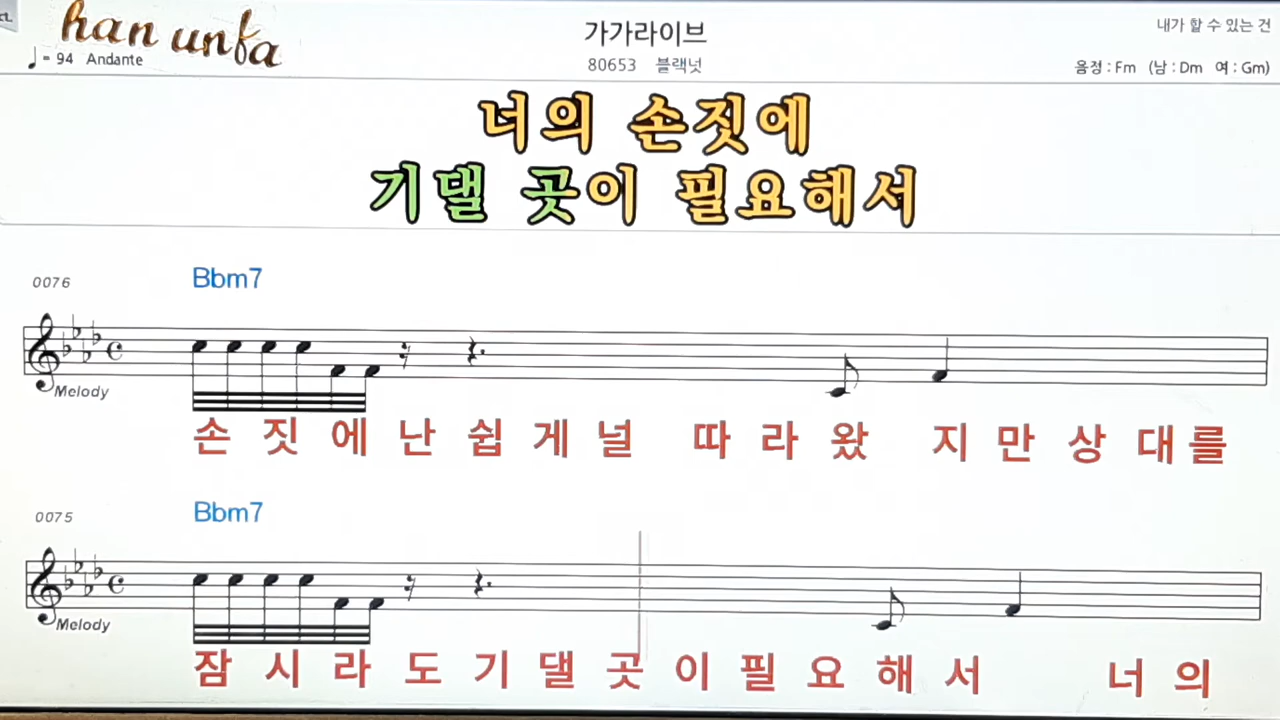 han unfa
♩= 94 Andante
가가라이브
80653 블랙넛
내가 할 수 있는 건
음정 : Fm (남 : Dm 여 : Gm)
너의 손짓에
기댈 곳이 필요해서
0076
Bbm7
Melody
손 짓 에 난 쉽 게 널 따 라 왔 지 만 상 대 를
0075
Bbm7
Melody
잠 시 라 도 기 댈 곳 이 필 요 해 서 너 의